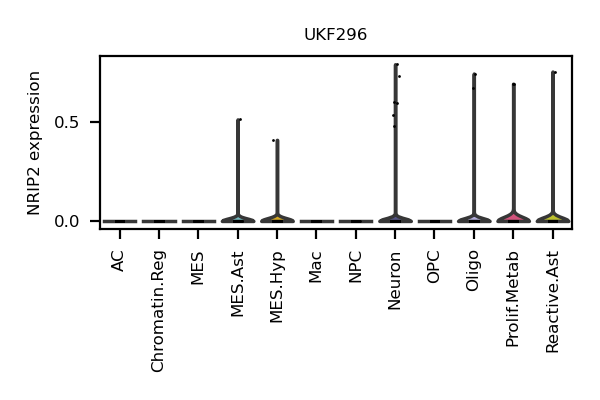 UKF296
NRIP2 expression
0.5
0.0
AC
Chromatin.Reg
MES
MES.Ast
MES.Hyp
Mac
NPC
Neuron
OPC
Oligo
Prolif.Metab
Reactive.Ast